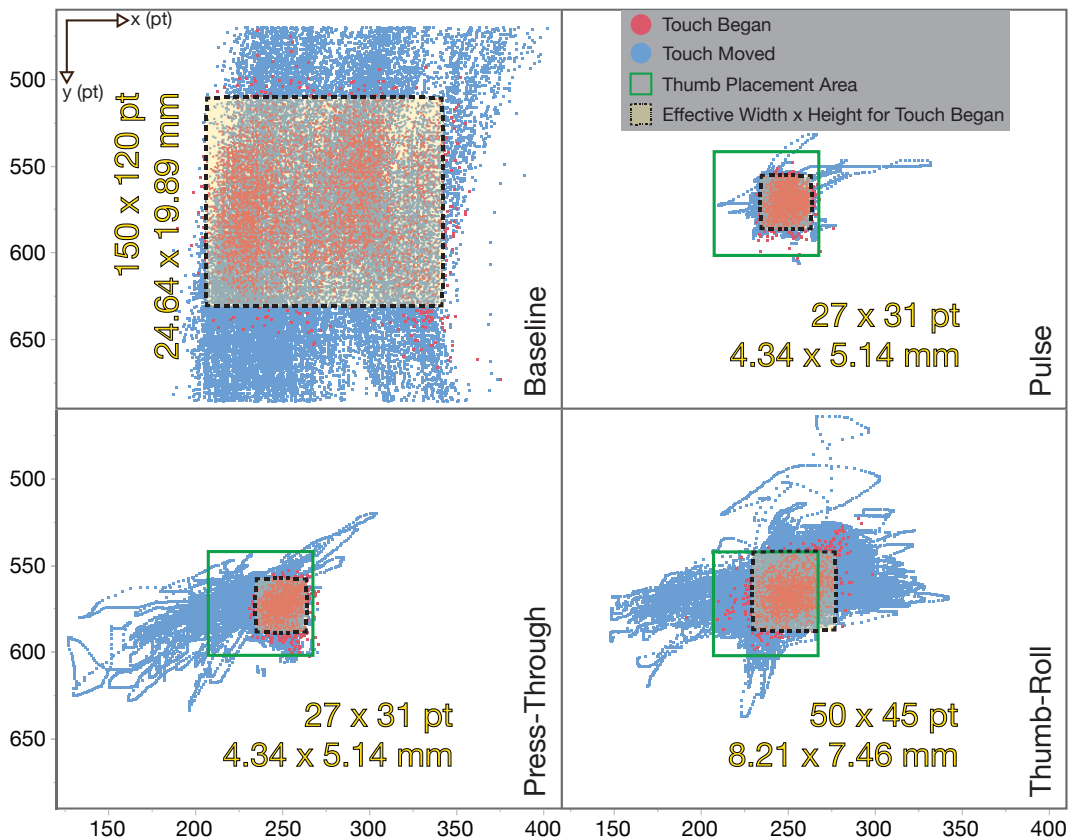 x (pt)
y (pt)
500
550
600
650
150 x 120 pt
24.64 x 19.89 mm
Baseline
Touch Began
Touch Moved
Thumb Placement Area
Effective Width x Height for Touch Began
27 x 31 pt
4.34 x 5.14 mm
Pulse
500
550
600
650
27 x 31 pt
4.34 x 5.14 mm
Press-Through
50 x 45 pt
8.21 x 7.46 mm
Thumb-Roll
150 200 250 300 350 400
150 200 250 300 350 400